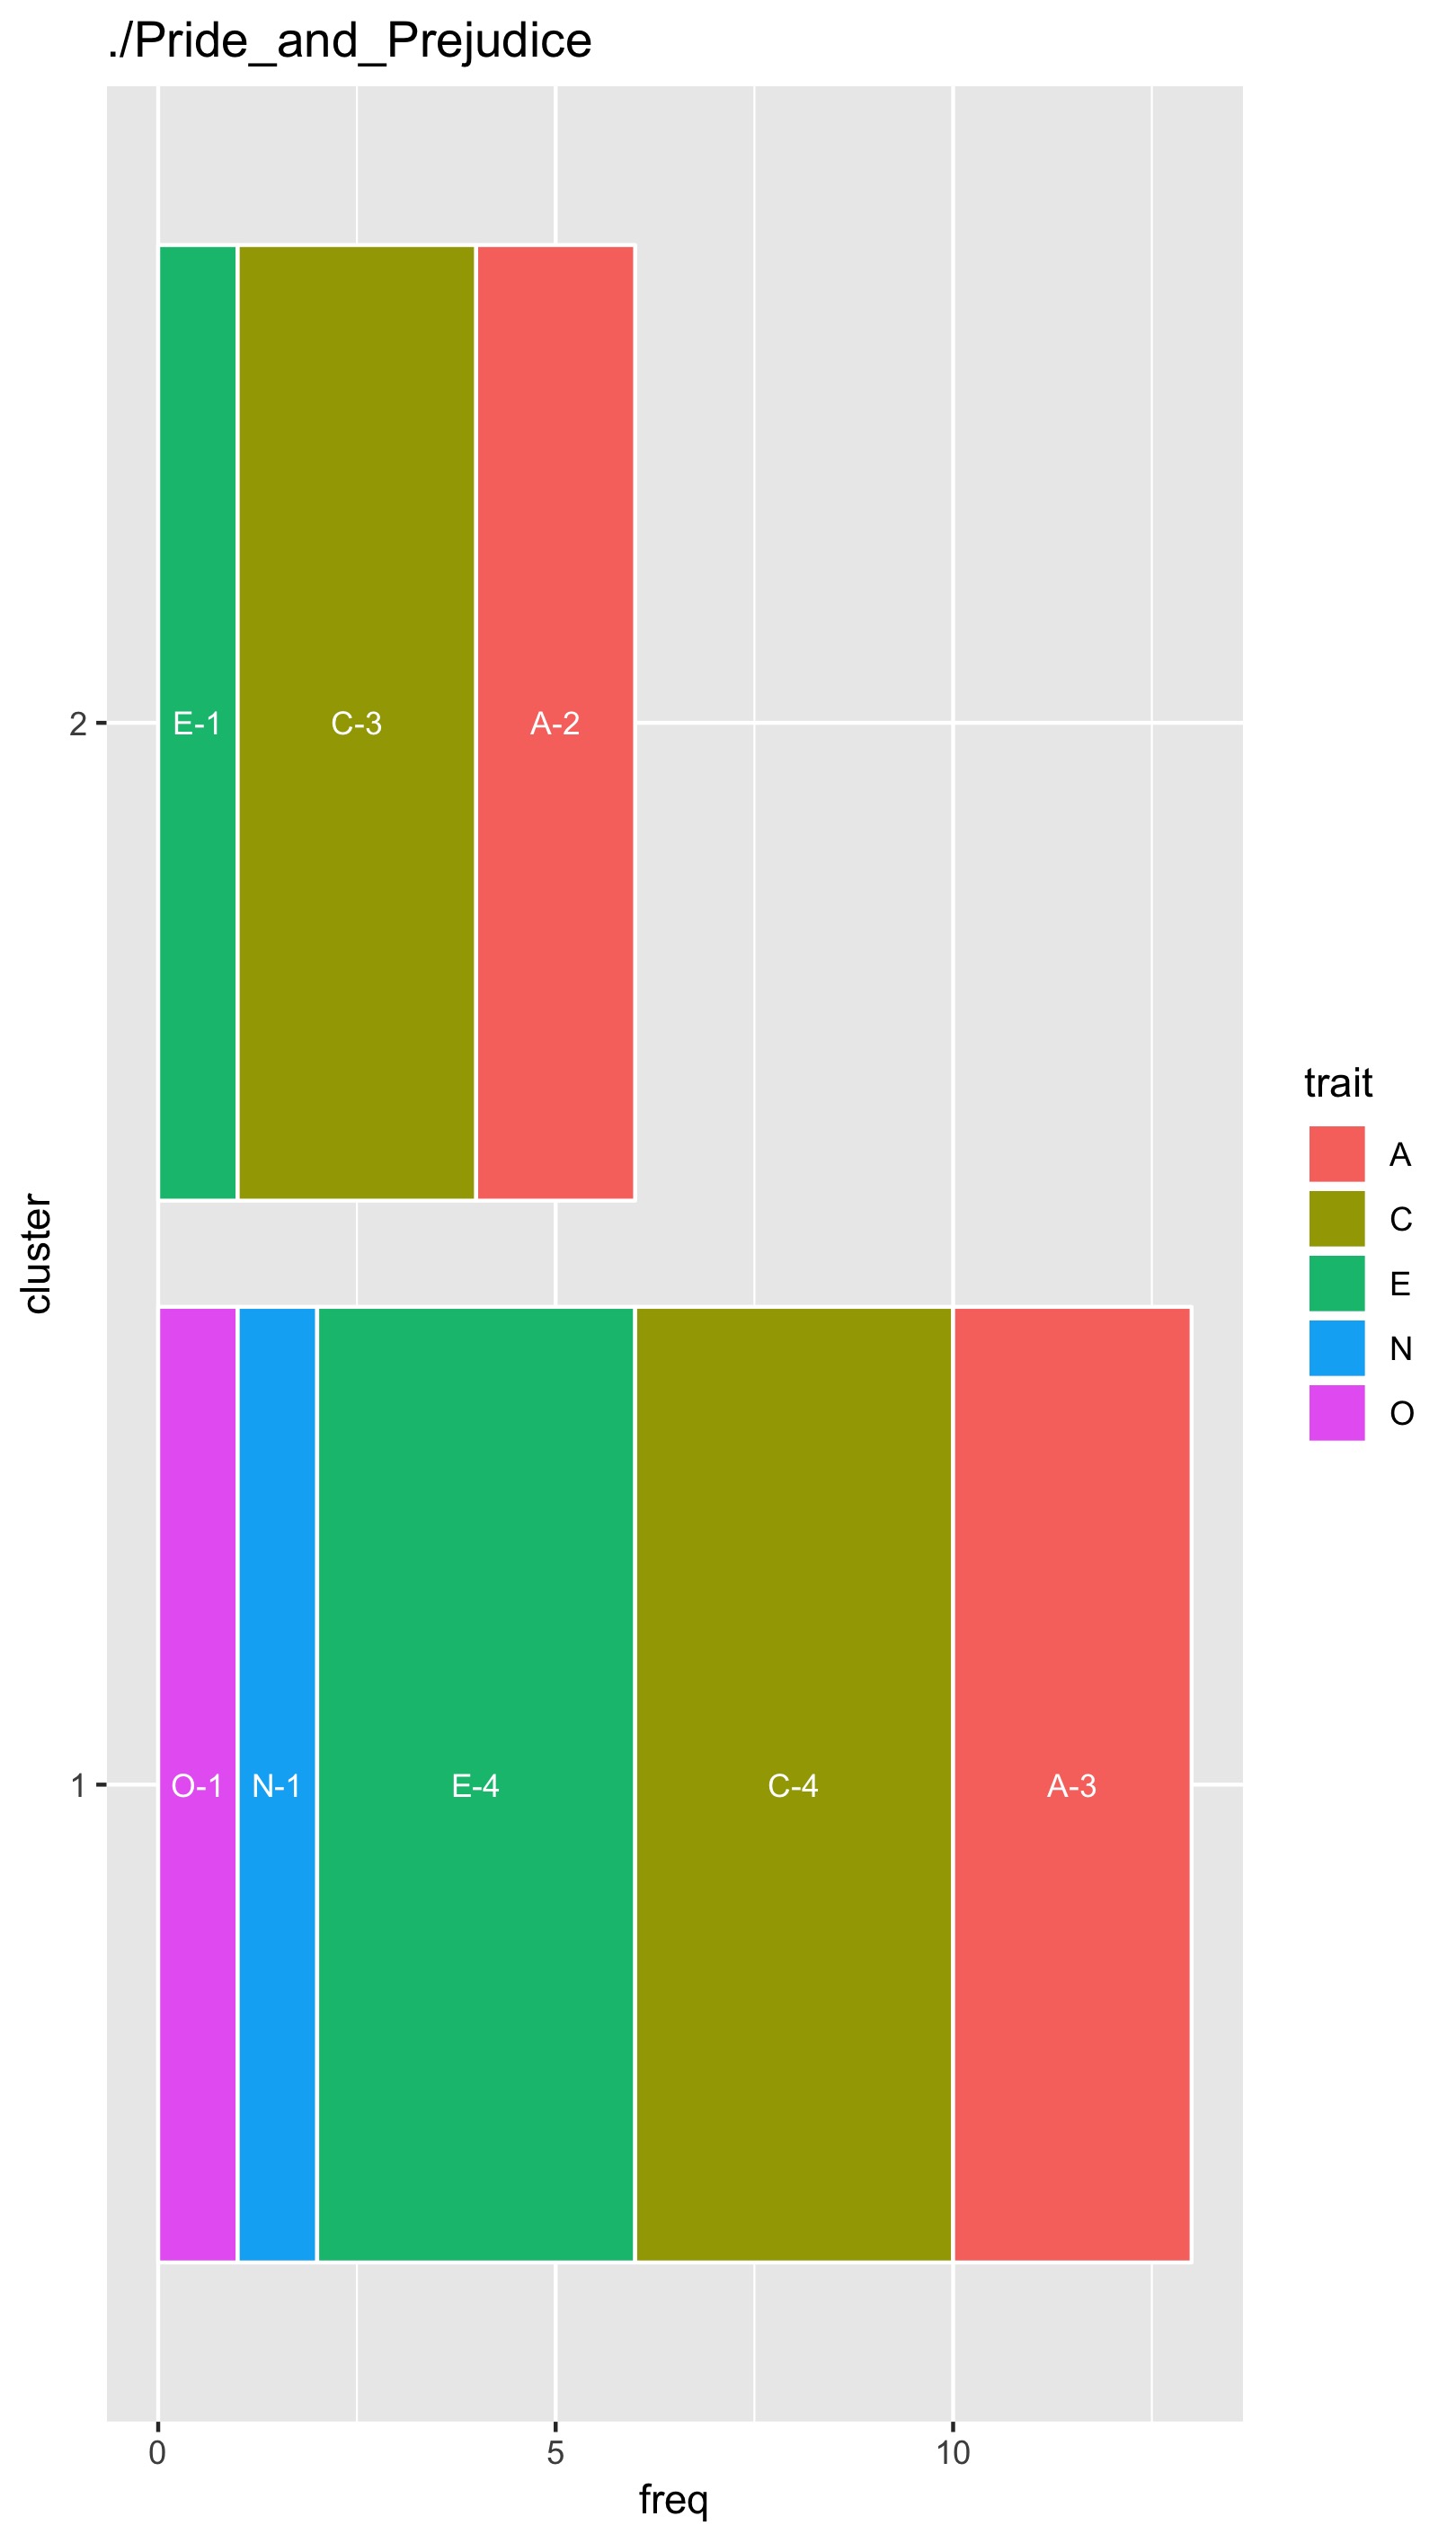 ./Pride_and_Prejudice
2
E-1 C-3 A-2
cluster
1
O-1 N-1 E-4 C-4 A-3
0 5 10
freq
trait
A
C
E
N
O